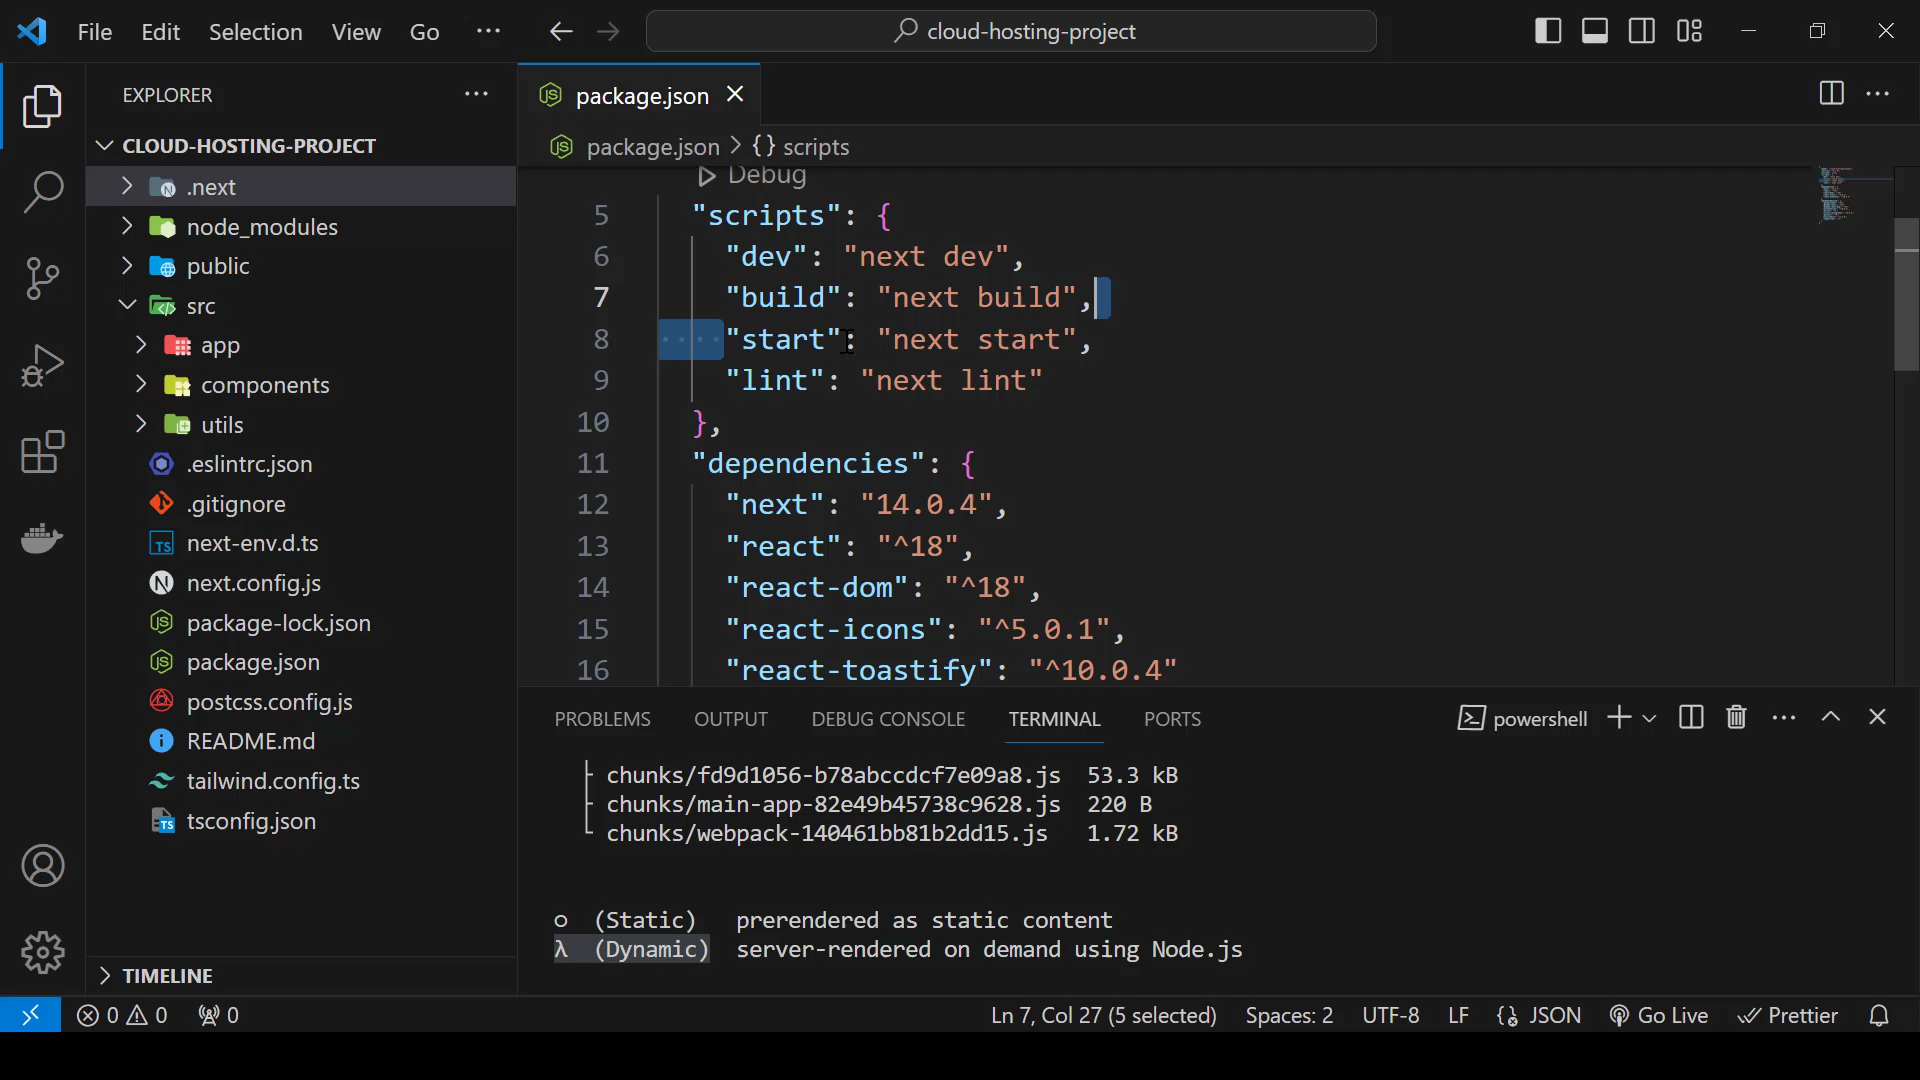 File Edit Selection View Go ··· cloud-hosting-project
EXPLORER
CLOUD-HOSTING-PROJECT
.next
node_modules
public
src
app
components
utils
.eslintrc.json
.gitignore
next-env.d.ts
next.config.js
package-lock.json
package.json
postcss.config.js
README.md
tailwind.config.ts
tsconfig.json
TIMELINE
package.json
package.json > {} scripts
Debug
5 "scripts": {
6 "dev": "next dev",
7 "build": "next build",
8 "start": "next start",
9 "lint": "next lint"
10 },
11 "dependencies": {
12 "next": "14.0.4",
13 "react": "^18",
14 "react-dom": "^18",
15 "react-icons": "^5.0.1",
16 "react-toastify": "^10.0.4"
PROBLEMS OUTPUT DEBUG CONSOLE TERMINAL PORTS powershell
├ chunks/fd9d1056-b78abccdcf7e09a8.js 53.3 kB
├ chunks/main-app-82e49b45738c9628.js 220 B
└ chunks/webpack-140461bb81b2dd15.js 1.72 kB
○ (Static) prerendered as static content
λ (Dynamic) server-rendered on demand using Node.js
0 0 0 Ln 7, Col 27 (5 selected) Spaces: 2 UTF-8 LF {} JSON Go Live Prettier